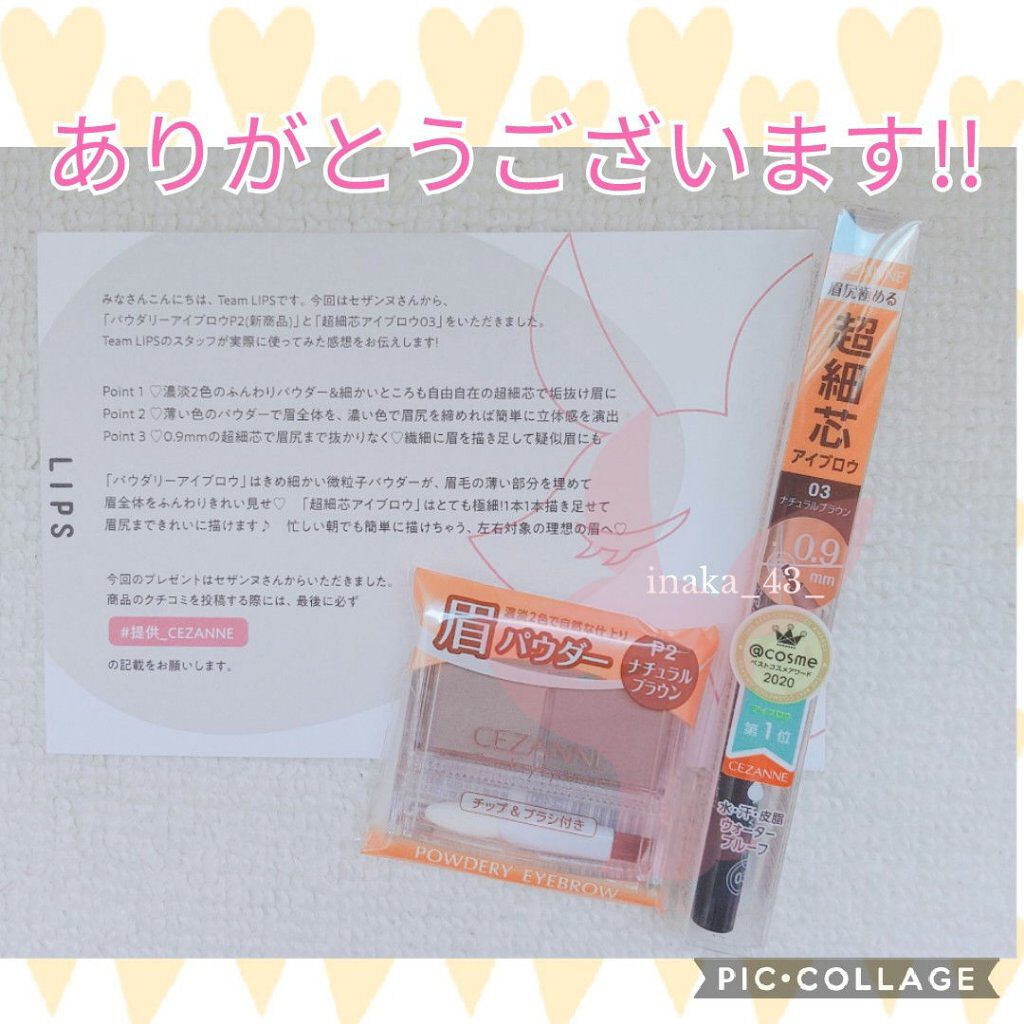 ありがとうございます!!
みなさんこんにちは、Team LIPSです。今回はセザンヌさんから、
「パウダリーアイブロウP2(新商品)」と「超細芯アイブロウ03」をいただきました。
Team LIPSのスタッフが実際に使ってみた感想をお伝えします!
Point 1 ♡濃淡2色のふんわりパウダー&細かいところも自由自在の超細芯で垢抜け眉に
Point 2 ♡薄い色のパウダーで眉全体を、濃い色で眉尻を締めれば簡単に立体感を演出
Point 3 ♡0.9mmの超細芯で眉尻まで抜かりなく♡繊細に眉を描き足して疑似眉にも
「パウダリーアイブロウ」はきめ細かい微粒子パウダーが、眉毛の薄い部分を埋めて
眉全体をふんわりきれい見せ♡ 「超細芯アイブロウ」はとても極細!1本1本描き足せて
眉尻まできれいに描けます♪ 忙しい朝でも簡単に描けちゃう、左右対象の理想の眉へ♡
今回のプレゼントはセザンヌさんからいただきました。
商品のクチコミを投稿する際には、最後に必ず
#提供_CEZANNE
の記載をお願いします。
LIPS
inaka_43_
濃淡2色で自然な仕上り
眉パウダー
P2
ナチュラル
ブラウン
CEZANNE
チップ&ブラシ付き
POWDERY EYEBROW
CEZANNE
眉尻極める
超細芯
アイブロウ
03
ナチュラルブラウン
0.9
mm
@cosme
ベストコスメアワード
2020
アイブロウ
第1位
CEZANNE
水・汗・皮脂
ウォーター
プルーフ
PIC•COLLAGE